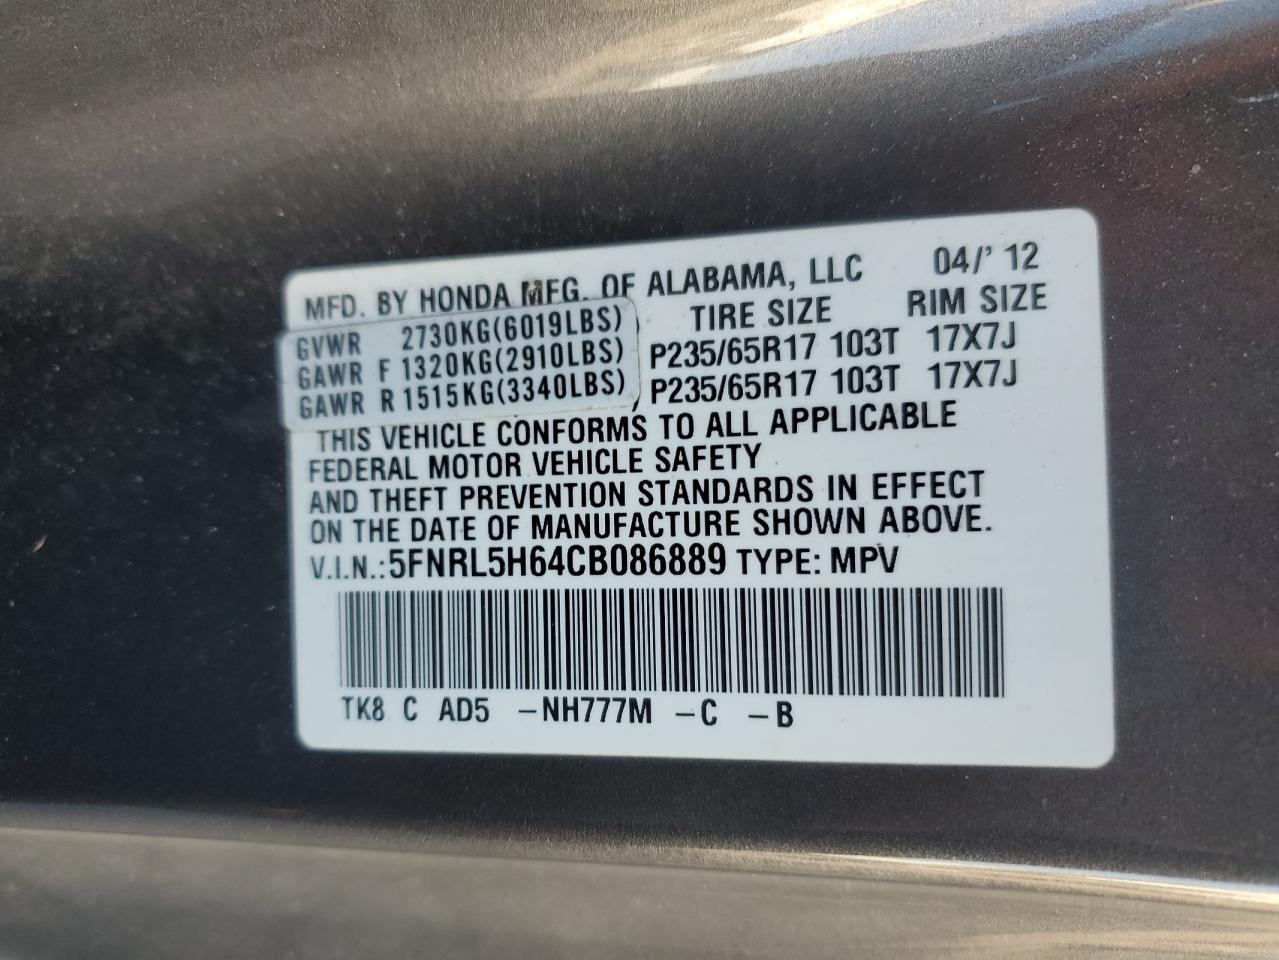 MFD. BY HONDA MFG. OF ALABAMA, LLC 04/' 12
GVWR 2730KG(6019LBS) TIRE SIZE RIM SIZE
GAWR F 1320KG(2910LBS) P235/65R17 103T 17X7J
GAWR R 1515KG(3340LBS) P235/65R17 103T 17X7J
THIS VEHICLE CONFORMS TO ALL APPLICABLE
FEDERAL MOTOR VEHICLE SAFETY
AND THEFT PREVENTION STANDARDS IN EFFECT
ON THE DATE OF MANUFACTURE SHOWN ABOVE.
V.I.N.:5FNRL5H64CB086889 TYPE: MPV
TK8 C AD5 -NH777M -C -B